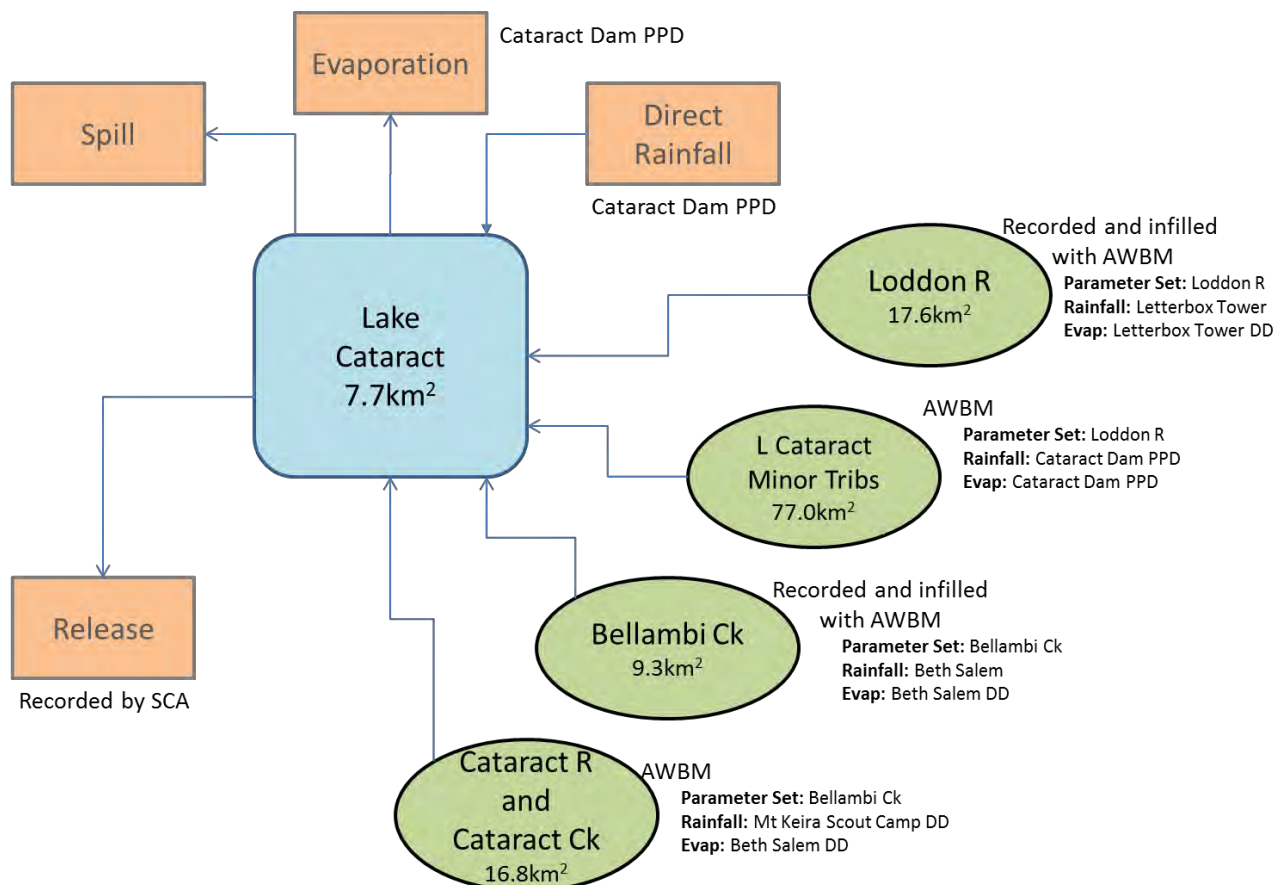 Cataract Dam PPD
Evaporation
Spill
Direct
Rainfall
Cataract Dam PPD
Lake
Cataract
7.7km²
Loddon R
17.6km²
Recorded and infilled
with AWBM
Parameter Set: Loddon R
Rainfall: Letterbox Tower
Evap: Letterbox Tower DD
L Cataract
Minor Tribs
77.0km²
AWBM
Parameter Set: Loddon R
Rainfall: Cataract Dam PPD
Evap: Cataract Dam PPD
Release
Recorded by SCA
Bellambi Ck
9.3km²
Recorded and infilled
with AWBM
Parameter Set: Bellambi Ck
Rainfall: Beth Salem
Evap: Beth Salem DD
Cataract R
and
Cataract Ck
16.8km²
AWBM
Parameter Set: Bellambi Ck
Rainfall: Mt Keira Scout Camp DD
Evap: Beth Salem DD